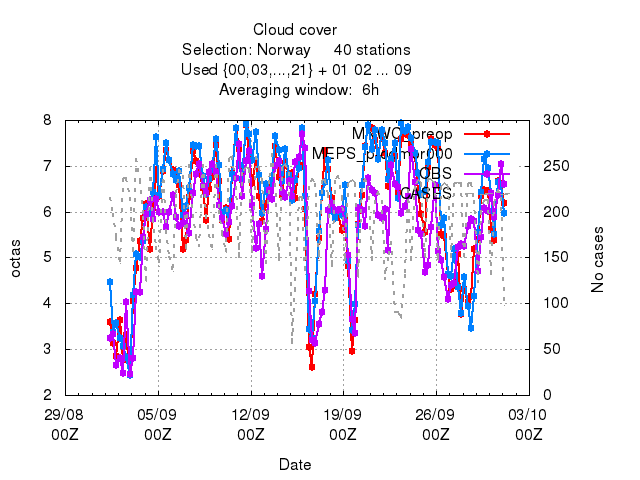 Cloud cover
Selection: Norway 40 stations
Used {00,03,...,21} + 01 02 ... 09
Averaging window: 6h
8
7
6
5
4
3
2
octas
300
250
200
150
100
50
0
No cases
OBS
CASES
29/08 05/09 12/09 19/09 26/09 03/10
00Z 00Z 00Z 00Z 00Z 00Z
Date